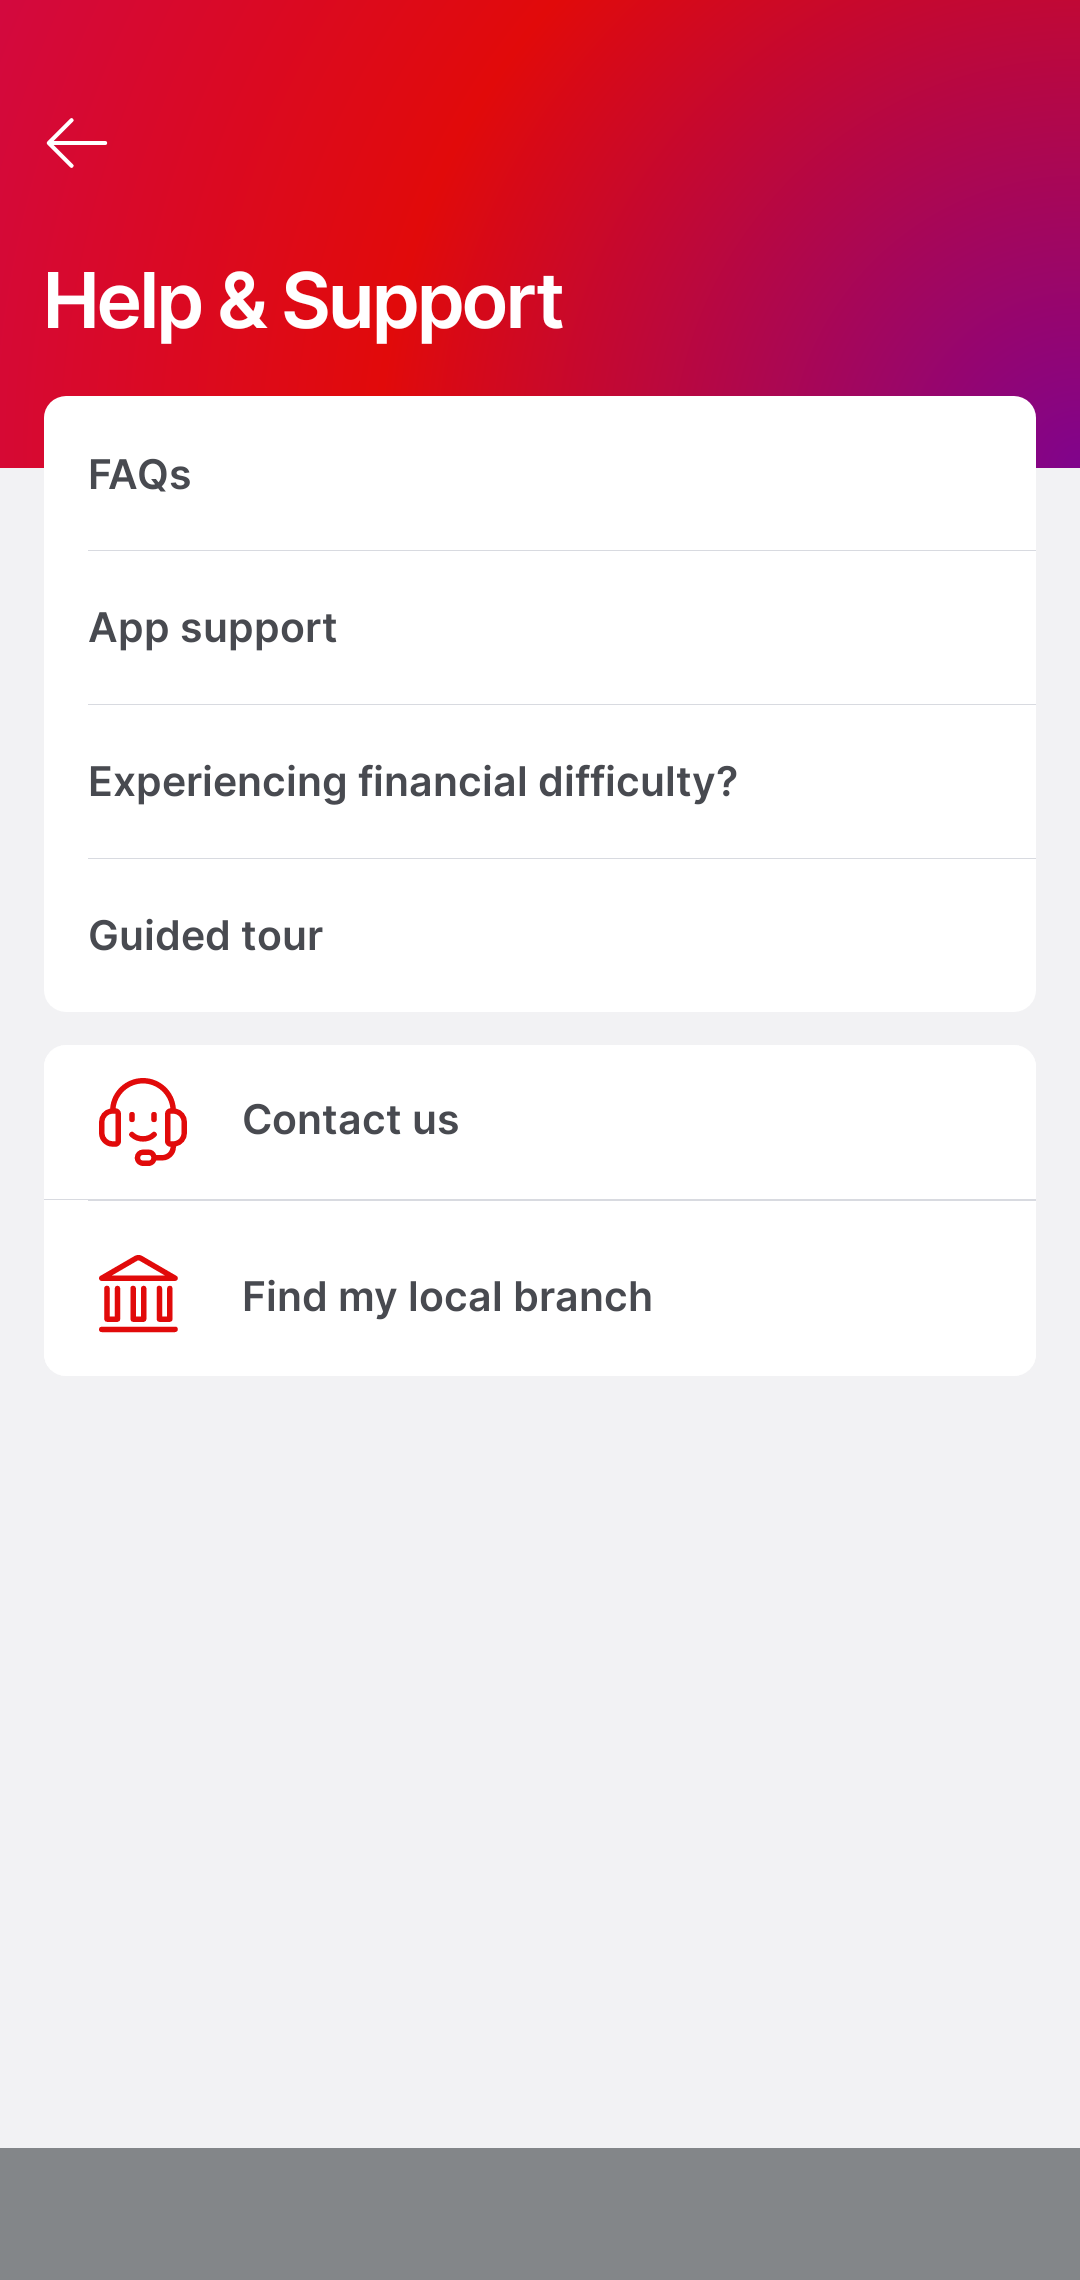 Help & Support
FAQs
App support
Experiencing financial difficulty?
Guided tour
Contact us
Find my local branch